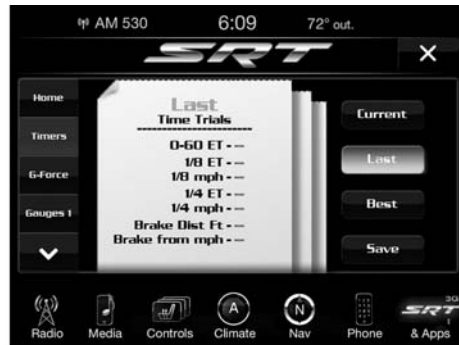 AM 530 6:09 72° out.
SRT X
Home
Timers
G-Force
Gauges 1
Last
Time Trials
0-60 ET - --
1/8 ET - --
1/8 mph - --
1/4 ET - --
1/4 mph - --
Brake Dist Ft - --
Brake from mph - --
Current
Last
Best
Save
A N 3G
SRT
Radio Media Controls Climate Nav Phone & Apps